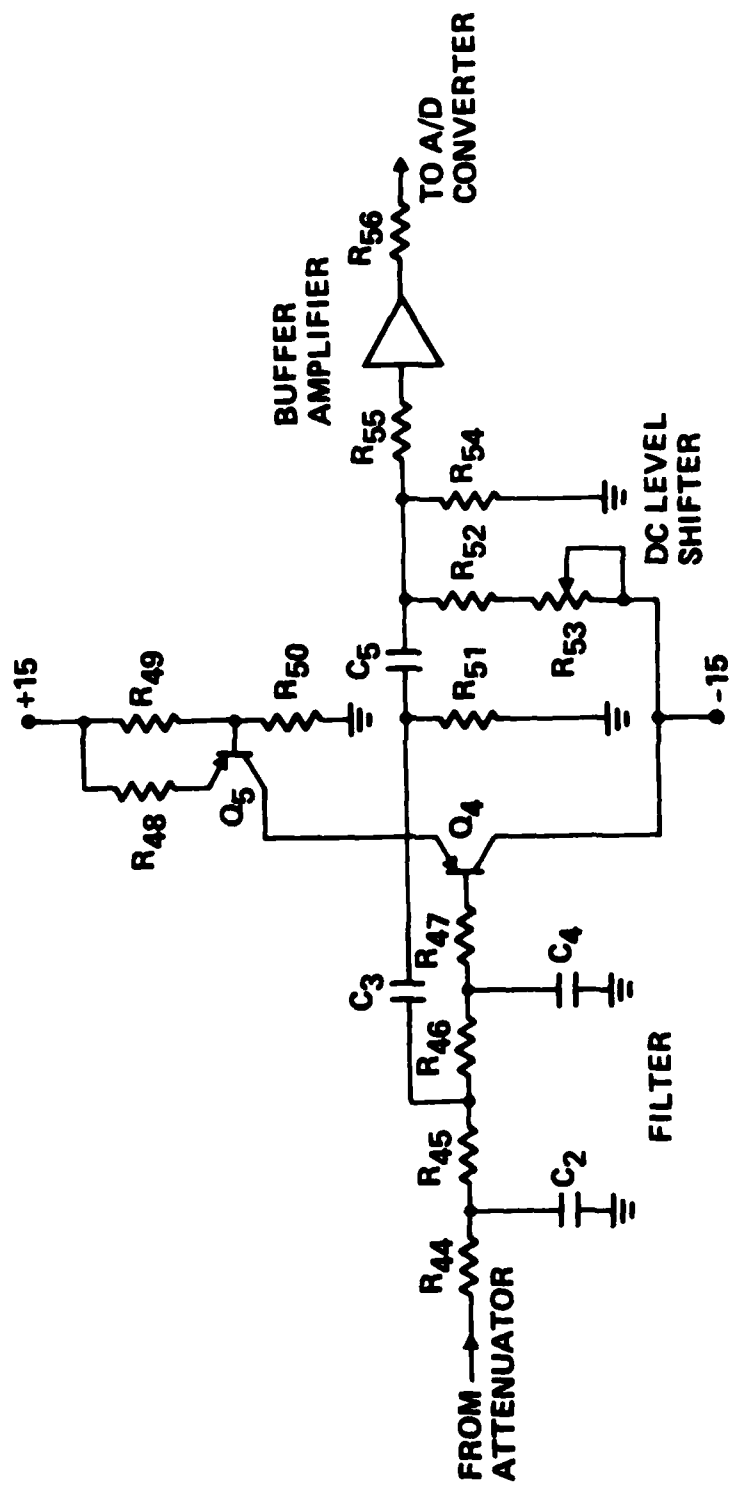 FROM
ATTENUATOR
R44
C2
R45
R46
C3
C4
R47
FILTER
Q4
Q5
R48
+15
R49
R50
C5
R51
-15
R52
R53
R54
DC LEVEL
SHIFTER
R55
BUFFER
AMPLIFIER
R56
TO A/D
CONVERTER